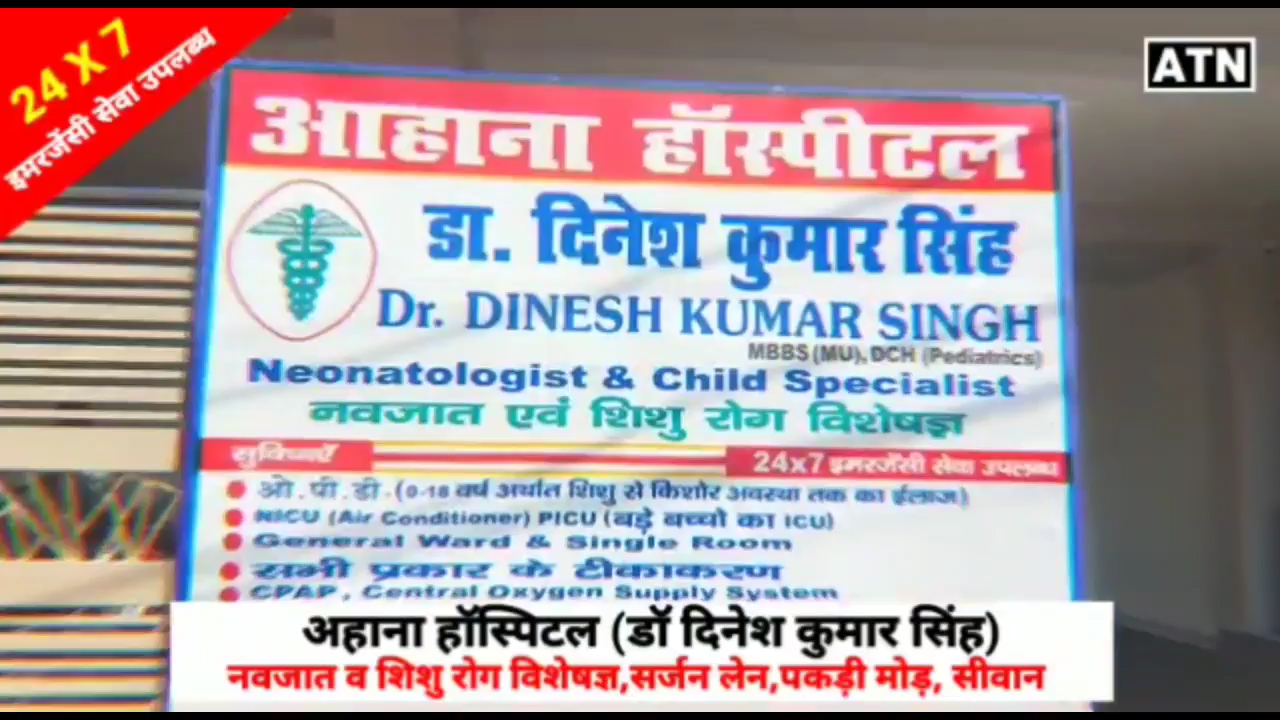 24 X 7
इमरजेंसी सेवा उपलब्ध
ATN
आहाना हॉस्पीटल
डा. दिनेश कुमार सिंह
Dr. DINESH KUMAR SINGH
MBBS (MU), DCH (Pediatrics)
Neonatologist & Child Specialist
नवजात एवं शिशु रोग विशेषज्ञ
सुविधाएँ
24x7 इमरजेंसी सेवा उपलब्ध
ओ.पी.डी. (0-18 वर्ष अर्थात शिशु से किशोर अवस्था तक का ईलाज)
NICU (Air Conditioner) PICU (बड़े बच्चो का ICU)
General Ward & Single Room
सभी प्रकार के टीकाकरण
CPAP, Central Oxygen Supply System
अहाना हॉस्पिटल (डॉ दिनेश कुमार सिंह)
नवजात व शिशु रोग विशेषज्ञ,सर्जन लेन,पकड़ी मोड़, सीवान